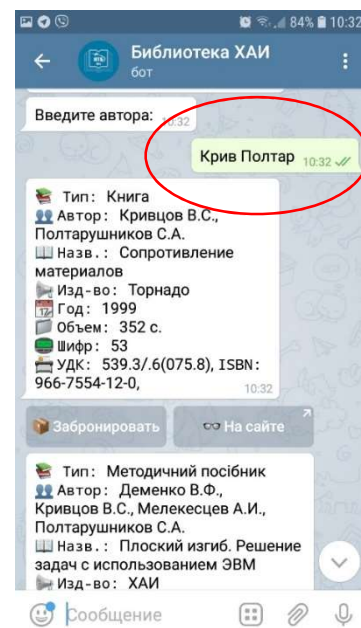 84% 10:32
Библиотека ХАИ
бот
Введите автора: 10:32
Крив Полтар 10:32
Тип: Книга
Автор: Кривцов В.С.,
Полтарушников С.А.
Назв.: Сопротивление
материалов
Изд-во: Торнадо
Год: 1999
Объем: 352 с.
Шифр: 53
УДК: 539.3/.6(075.8), ISBN:
966-7554-12-0, 10:32
Забронировать На сайте
Тип: Методичний посібник
Автор: Деменко В.Ф.,
Кривцов В.С., Мелекесцев А.И.,
Полтарушников С.А.
Назв.: Плоский изгиб. Решение
задач с использованием ЭВМ
Изд-во: ХАИ
Сообщение